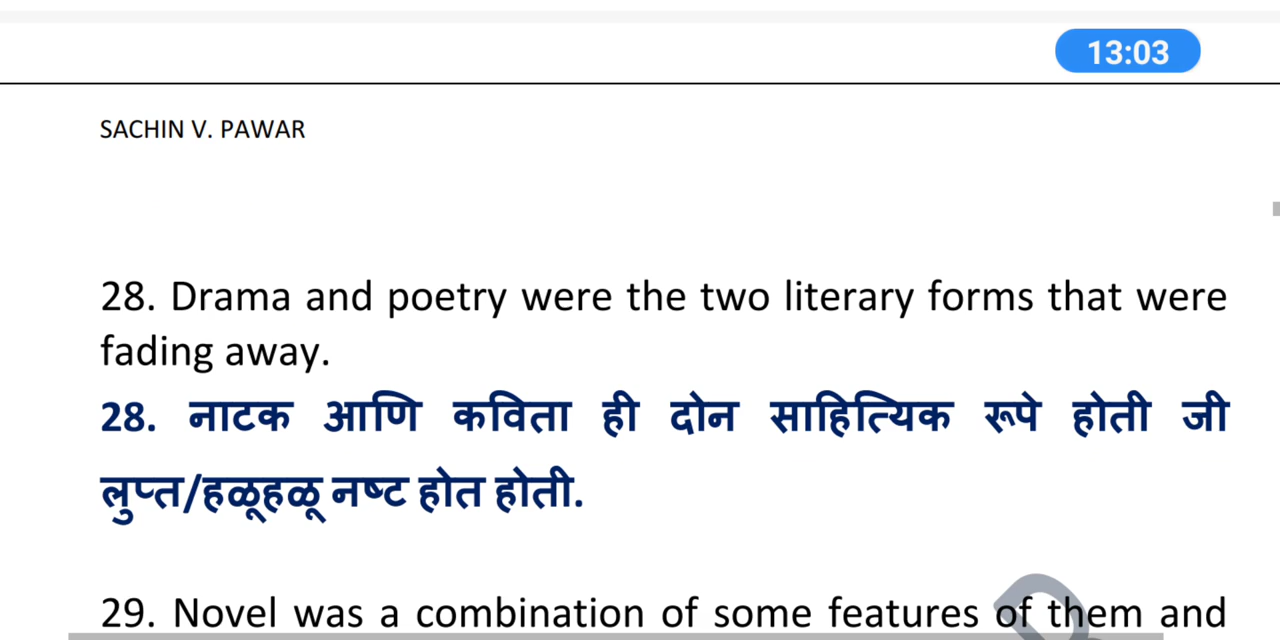 13:03
SACHIN V. PAWAR
28. Drama and poetry were the two literary forms that were
fading away.
28. नाटक आणि कविता ही दोन साहित्यिक रूपे होती जी
लुप्त/हळूहळू नष्ट होत होती.
29. Novel was a combination of some features of them and